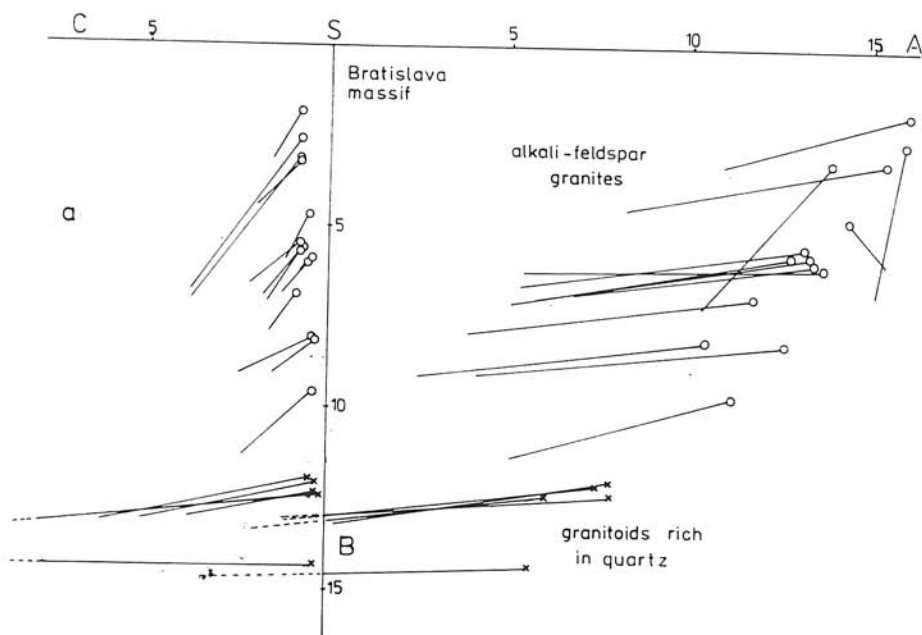 C 5 S 5 10 15 A
Bratislava
massif
alkali-feldspar
granites
a
5
10
B
granitoids rich
in quartz
15